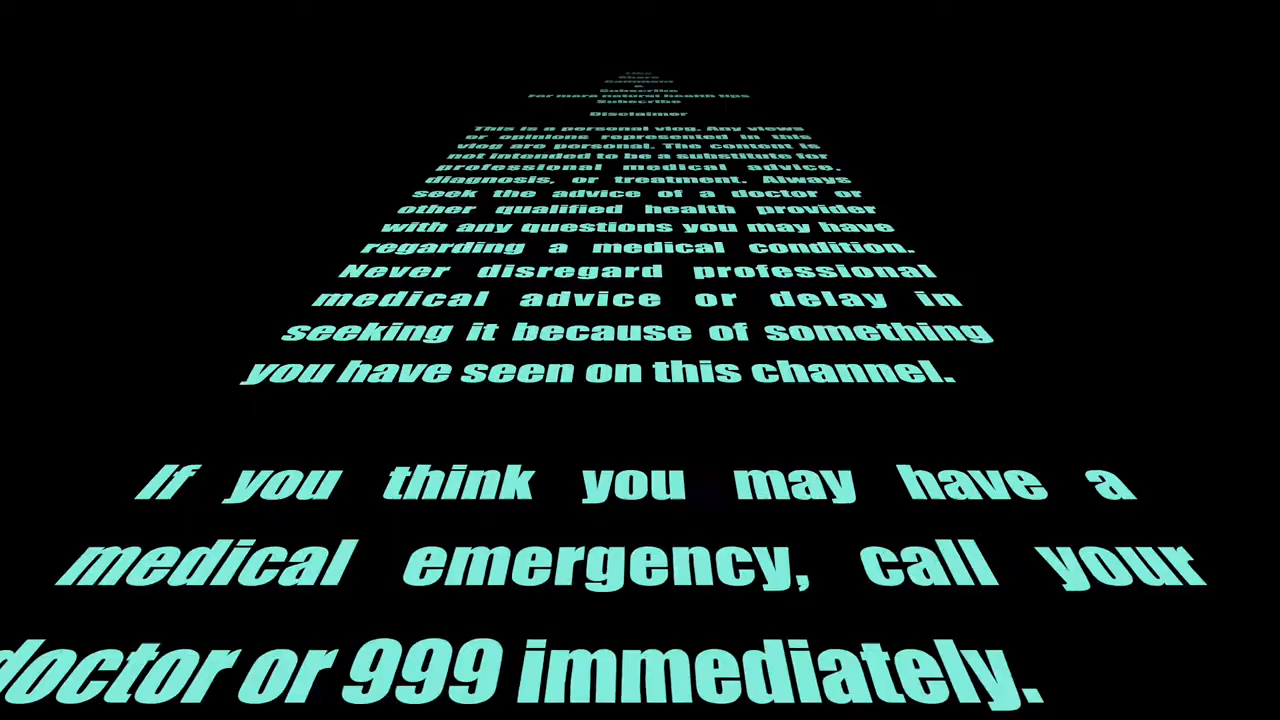 Like
Share
Comment
&
Subscribe
For more natural health tips
Subscribe
Disclaimer
This is a personal vlog. Any views
or opinions represented in this
vlog are personal. The content is
not intended to be a substitute for
professional medical advice,
diagnosis, or treatment. Always
seek the advice of a doctor or
other qualified health provider
with any questions you may have
regarding a medical condition.
Never disregard professional
medical advice or delay in
seeking it because of something
you have seen on this channel.
If you think you may have a
medical emergency, call your
doctor or 999 immediately.